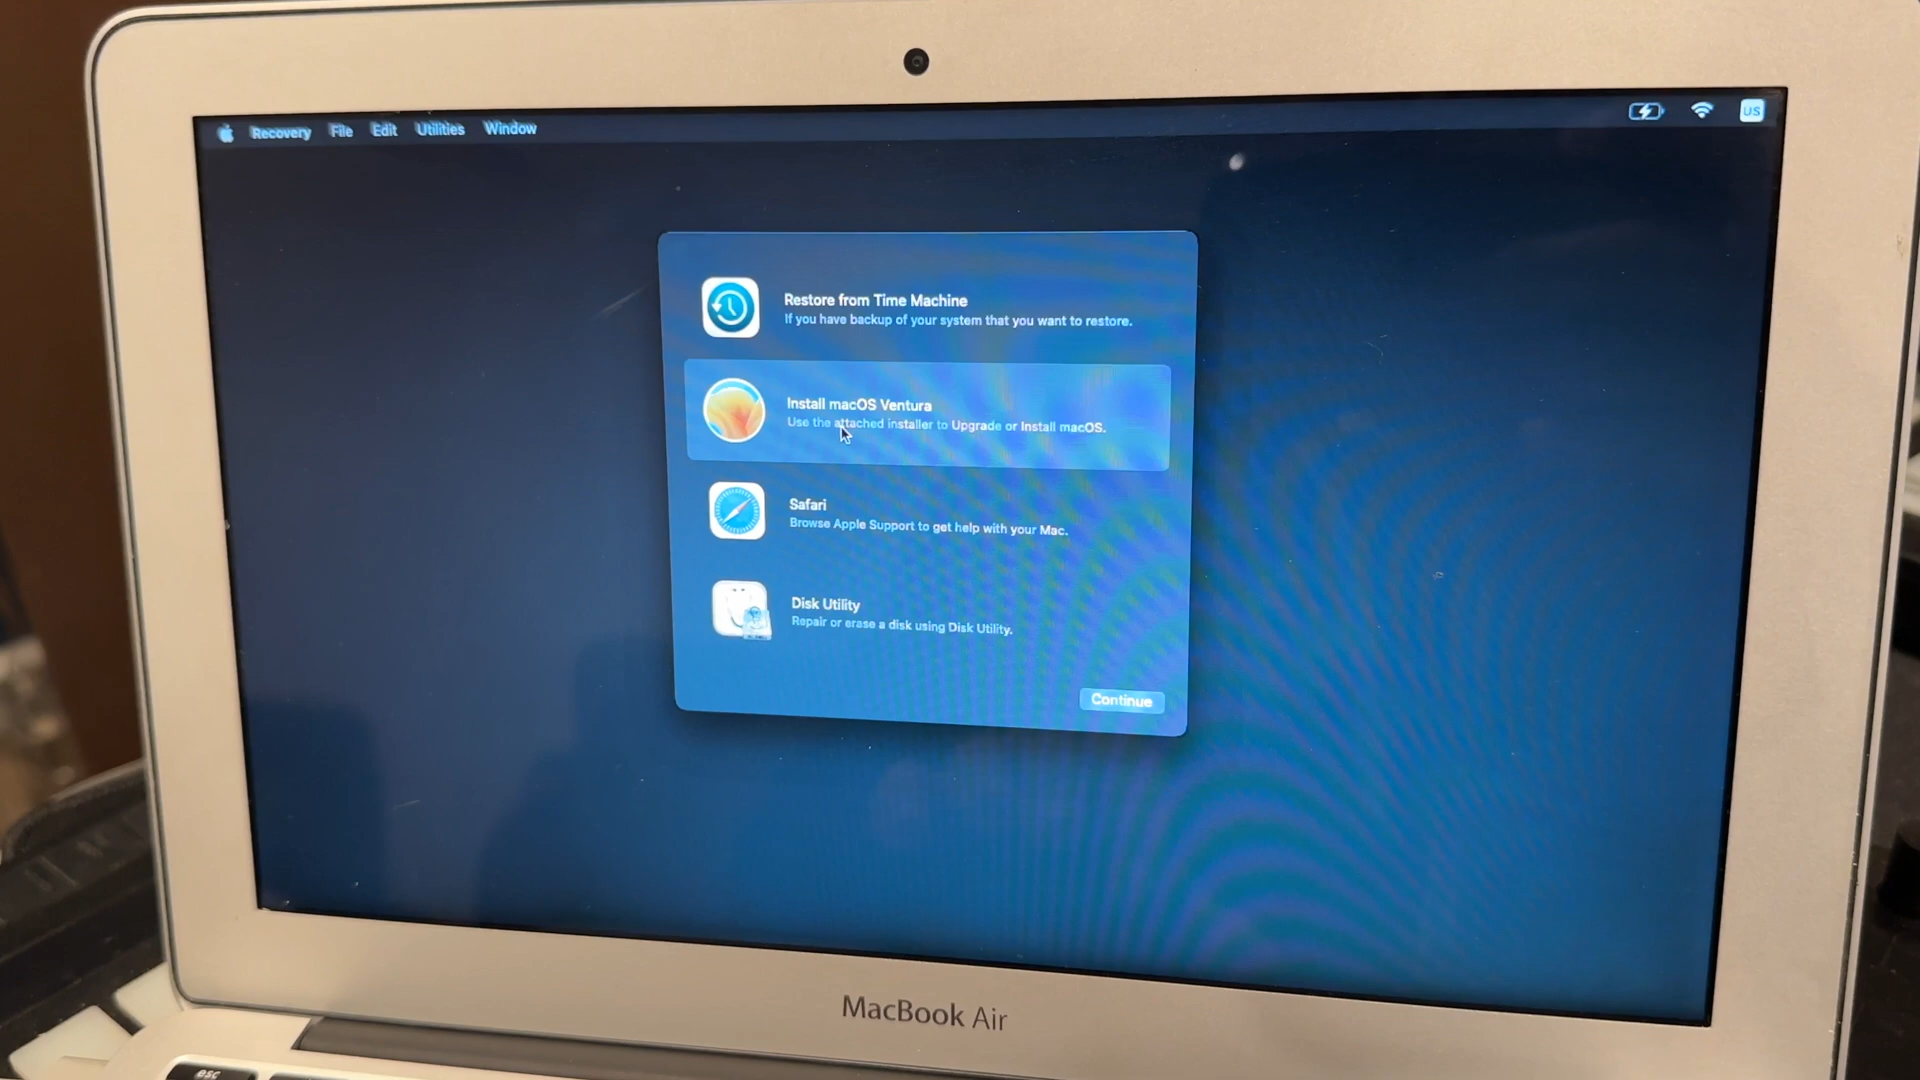 Recovery File Edit Utilities Window US
Restore from Time Machine
If you have backup of your system that you want to restore.
Install macOS Ventura
Use the attached installer to Upgrade or Install macOS.
Safari
Browse Apple Support to get help with your Mac.
Disk Utility
Repair or erase a disk using Disk Utility.
Continue
MacBook Air
esc